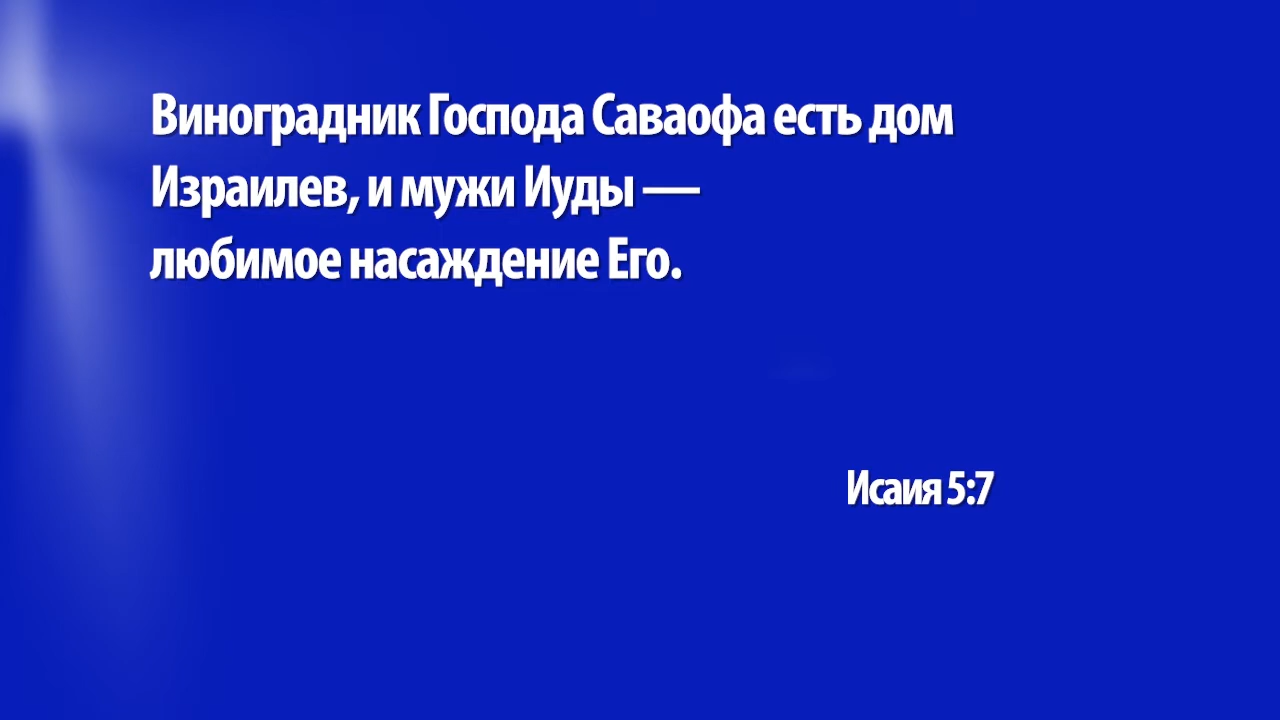 Виноградник Господа Саваофа есть дом
Израилев, и мужи Иуды —
любимое насаждение Его.
Исаия 5:7